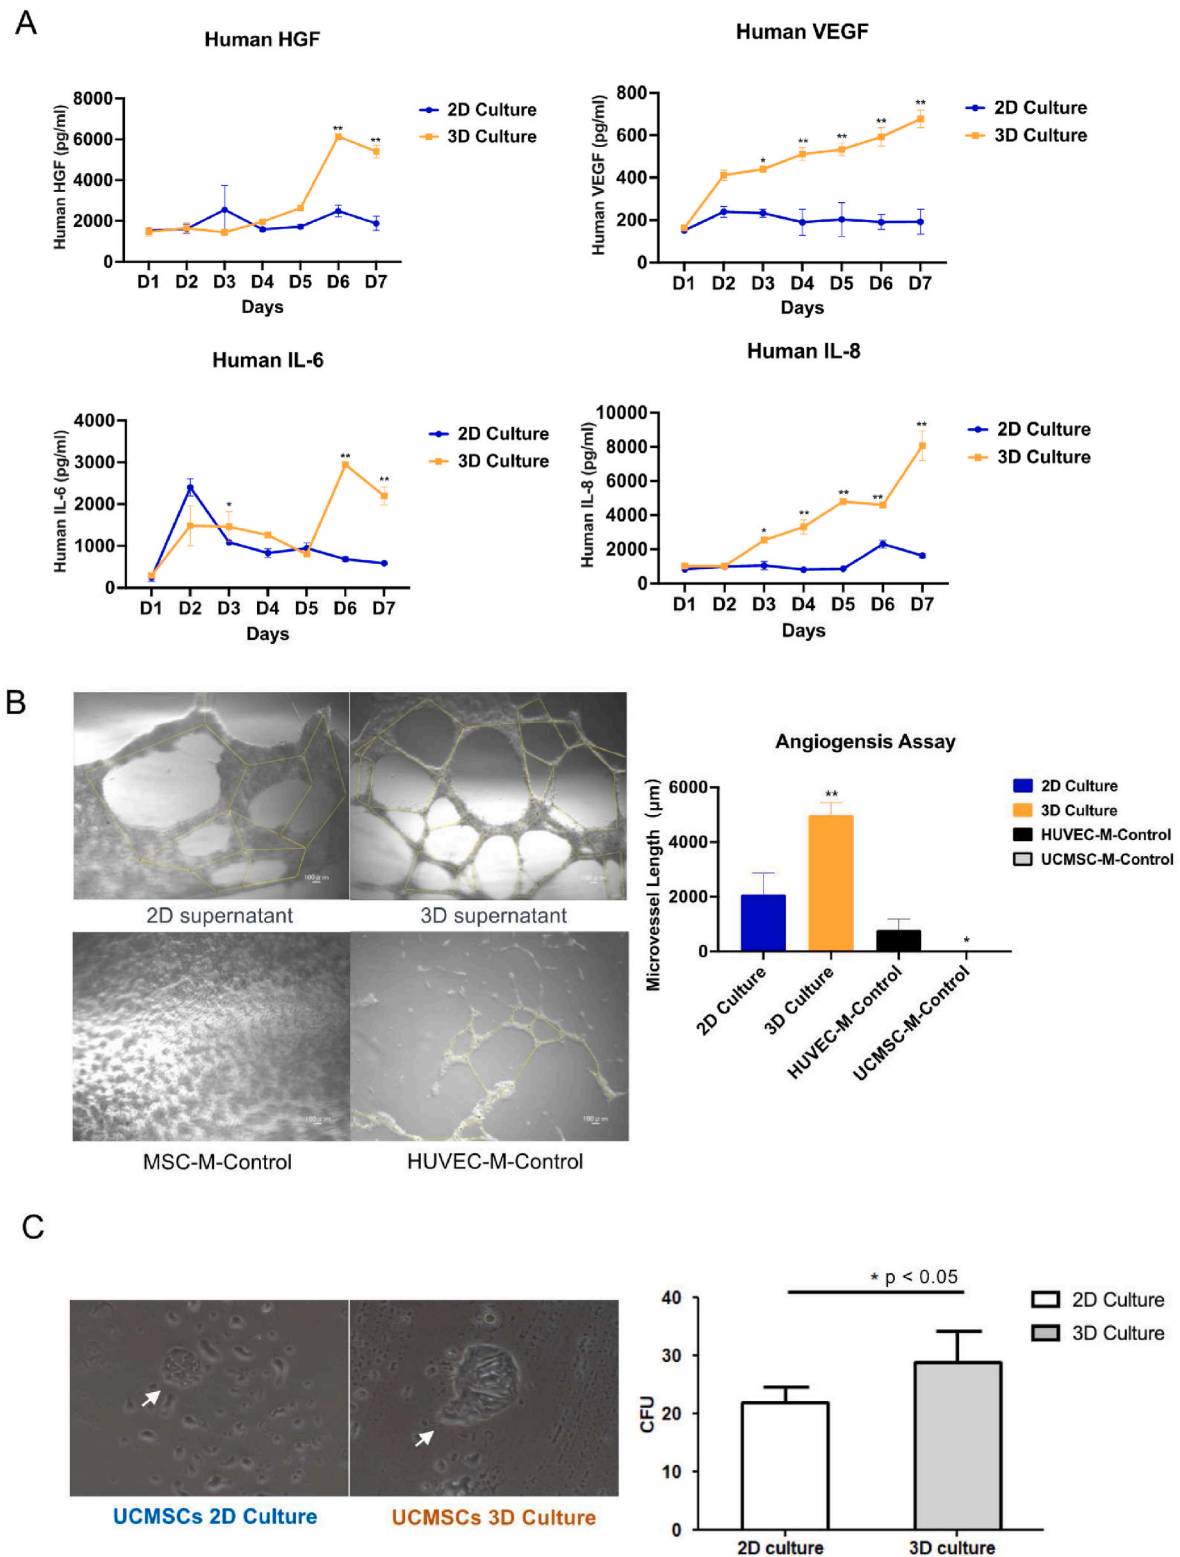 A
Human HGF
Human HGF (pg/ml)
8000
6000
4000
2000
0
** **
D1 D2 D3 D4 D5 D6 D7
Days
2D Culture
3D Culture
Human VEGF
Human VEGF (pg/ml)
800
600
400
200
0
* ** ** ** **
D1 D2 D3 D4 D5 D6 D7
Days
2D Culture
3D Culture
Human IL-6
Human IL-6 (pg/ml)
4000
3000
2000
1000
0
* ** **
D1 D2 D3 D4 D5 D6 D7
Days
2D Culture
3D Culture
Human IL-8
Human IL-8 (pg/ml)
10000
8000
6000
4000
2000
0
* ** ** ** **
D1 D2 D3 D4 D5 D6 D7
Days
2D Culture
3D Culture
B
100μm
100μm
2D supernatant
3D supernatant
100μm
100μm
MSC-M-Control
HUVEC-M-Control
Angiogensis Assay
Microvessel Length (μm)
6000
4000
2000
0
**
*
2D Culture
3D Culture
HUVEC-M-Control
UCMSC-M-Control
2D Culture
3D Culture
HUVEC-M-Control
UCMSC-M-Control
C
UCMSCs 2D Culture
UCMSCs 3D Culture
* p < 0.05
CFU
40
30
20
10
0
2D culture
3D culture
2D Culture
3D Culture